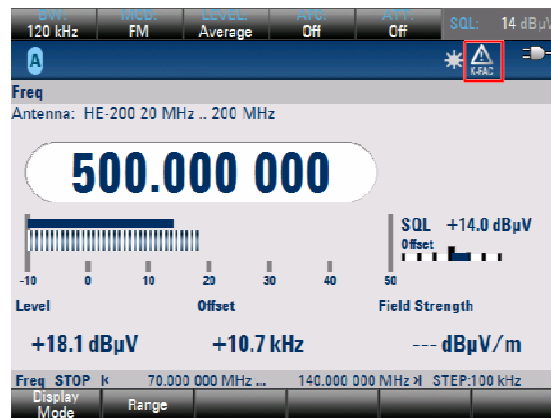 BW: MOD: LEVEL: AFC: ATT: SQL: 14 dBµV
120 kHz FM Average Off Off
A
K-FAC
Freq
Antenna: HE-200 20 MHz .. 200 MHz
500.000 000
SQL +14.0 dBµV
Offset
-10 0 10 20 30 40 50
Level Offset Field Strength
+18.1 dBµV +10.7 kHz --- dBµV/m
Freq STOP 70.000 000 MHz ... 140.000 000 MHz STEP:100 kHz
Display Mode Range